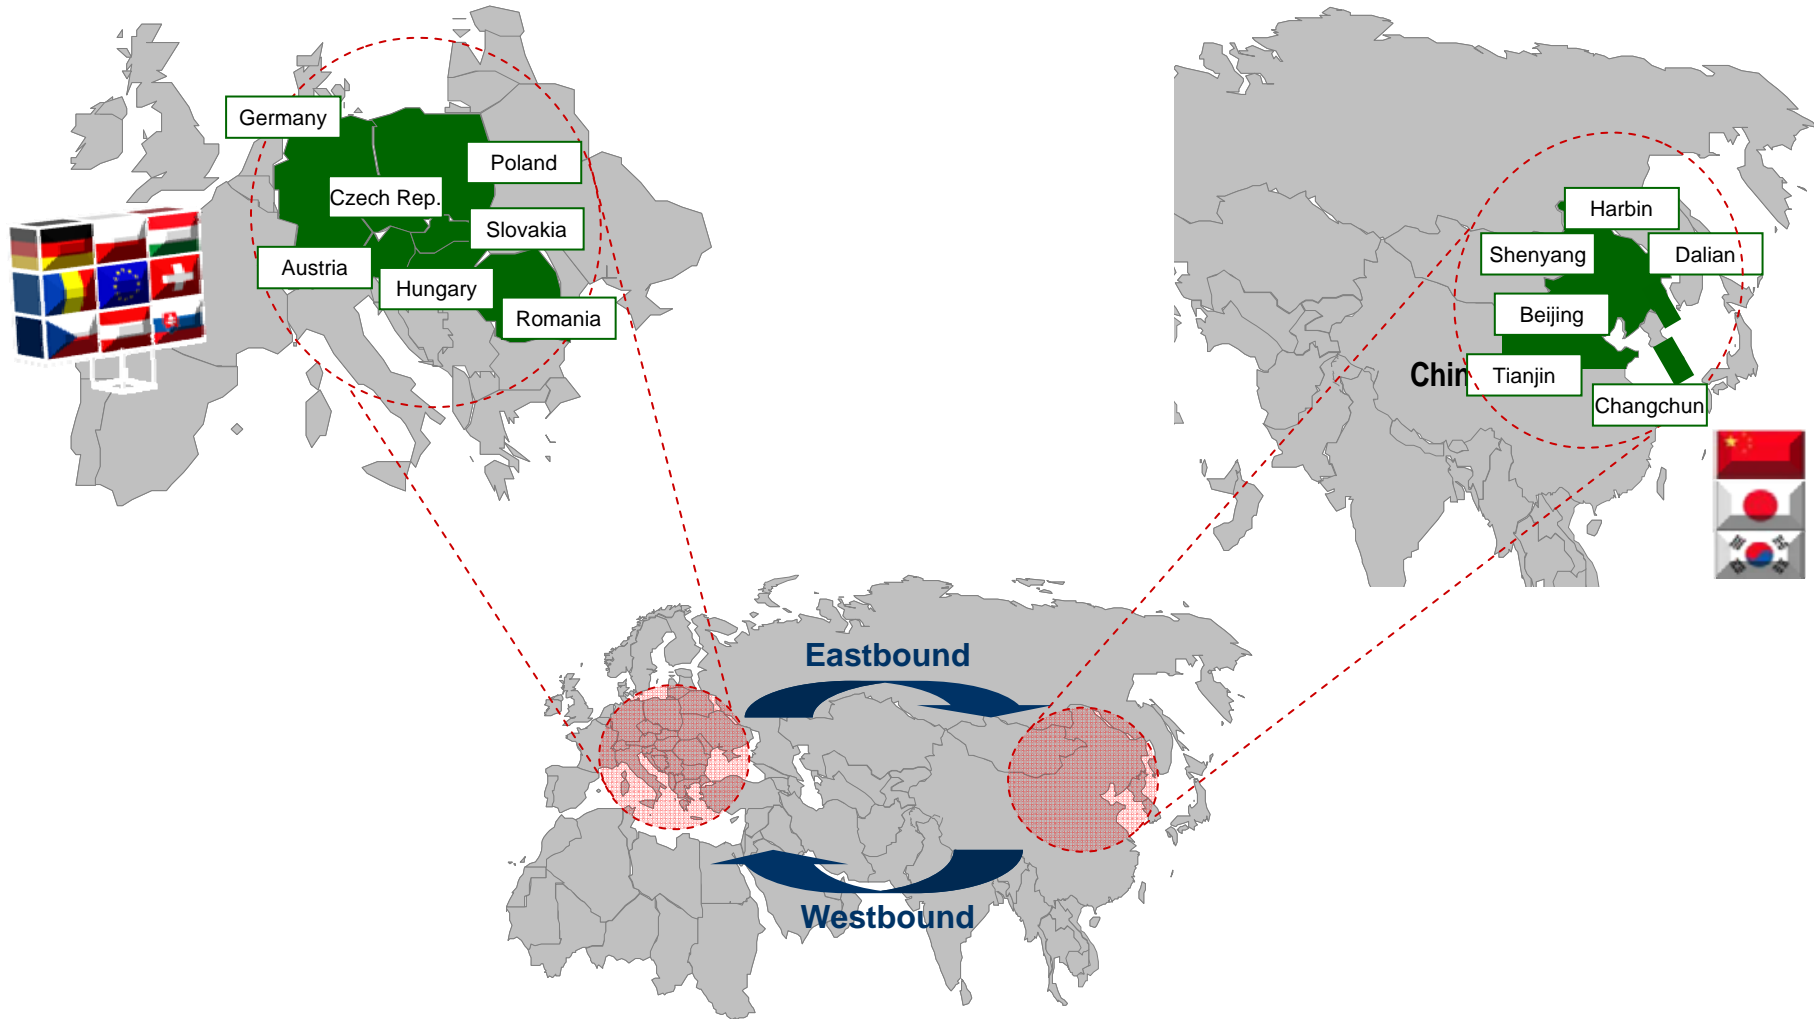 Germany
Poland
Czech Rep.
Slovakia
Austria
Hungary
Romania
Harbin
Shenyang
Dalian
Beijing
Chin
Tianjin
Changchun
Eastbound
Westbound